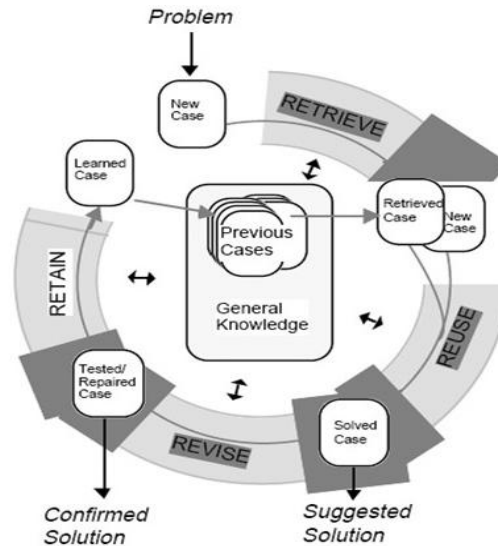 Problem
New
Case
RETRIEVE
Learned
Case
Retrieved
Case
New
Case
Previous
Cases
General
Knowledge
RETAIN
REUSE
Tested/
Repaired
Case
REVISE
Solved
Case
Confirmed
Solution
Suggested
Solution